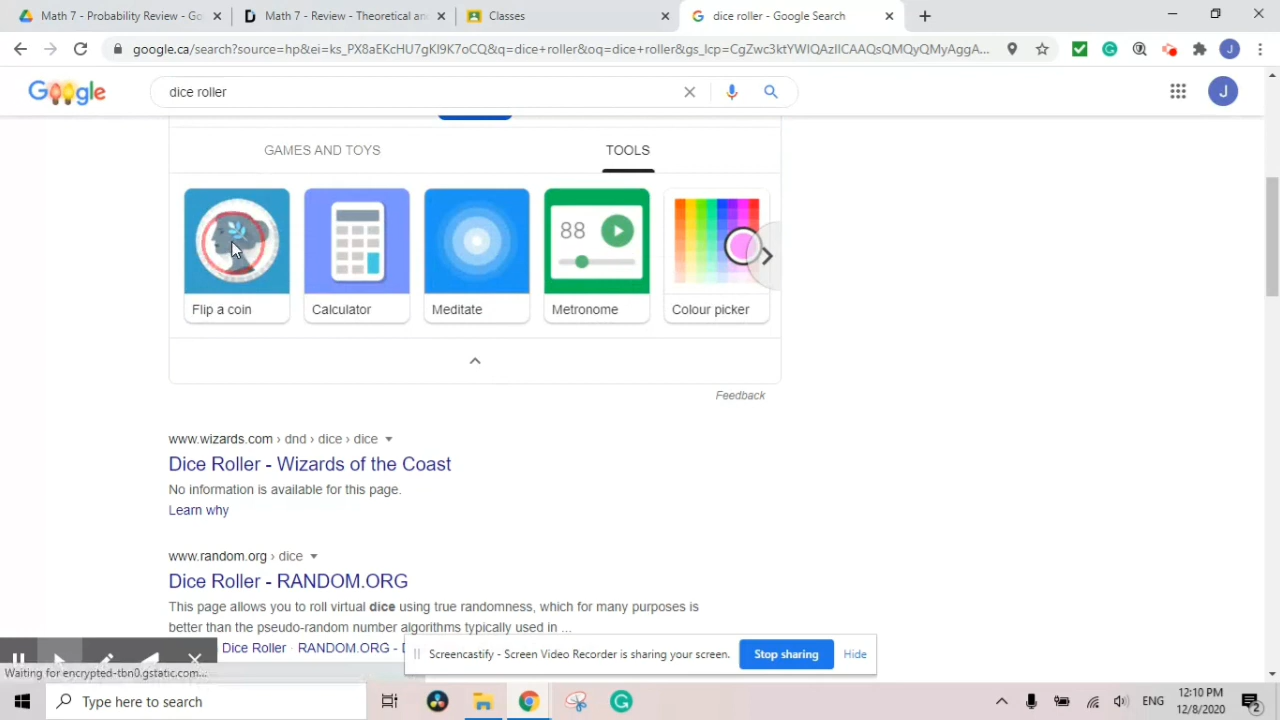 Math 7 - Probability Review - Go
Math 7 - Review - Theoretical and
Classes
dice roller - Google Search
google.ca/search?source=hp&ei=ks_PX8aEKcHU7gKI9K7oCQ&q=dice+roller&oq=dice+roller&gs_lcp=CgZwc3ktYWIQAzIICAAQsQMQyQMyAggA...
J
Google
dice roller
J
GAMES AND TOYS
TOOLS
88
Flip a coin
Calculator
Meditate
Metronome
Colour picker
Feedback
www.wizards.com › dnd › dice › dice
Dice Roller - Wizards of the Coast
No information is available for this page.
Learn why
www.random.org › dice
Dice Roller - RANDOM.ORG
This page allows you to roll virtual dice using true randomness, which for many purposes is
better than the pseudo-random number algorithms typically used in ...
Dice Roller · RANDOM.ORG -
Screencastify - Screen Video Recorder is sharing your screen.
Stop sharing
Hide
Waiting for encrypted-tbn0.gstatic.com...
Type here to search
ENG
12:10 PM
12/8/2020
2